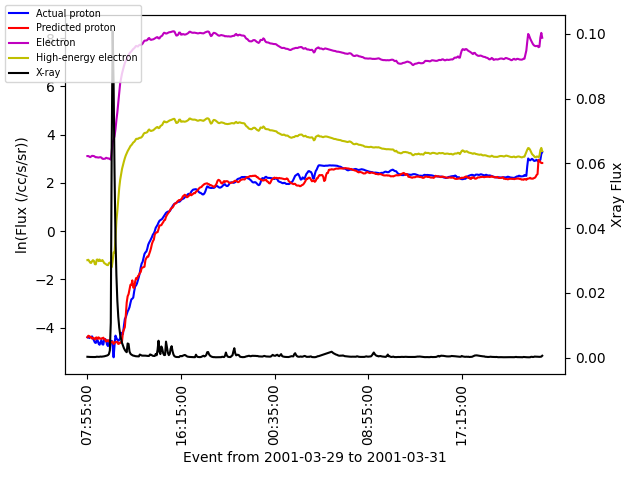 Actual proton
Predicted proton
Electron
High-energy electron
X-ray
8
6
4
2
0
−2
−4
ln(Flux (/cc/s/sr))
0.10
0.08
0.06
0.04
0.02
0.00
Xray Flux
07:55:00
16:15:00
00:35:00
08:55:00
17:15:00
Event from 2001-03-29 to 2001-03-31